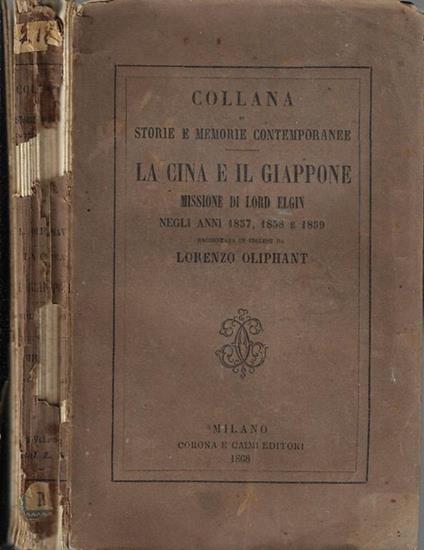 COLLANA
DI
STORIE E MEMORIE CONTEMPORANEE
LA CINA E IL GIAPPONE
MISSIONE DI LORD ELGIN
NEGLI ANNI 1857, 1858 E 1859
RACCONTATA IN INGLESE DA
LORENZO OLIPHANT
MILANO
CORONA E CAIMI EDITORI
1868